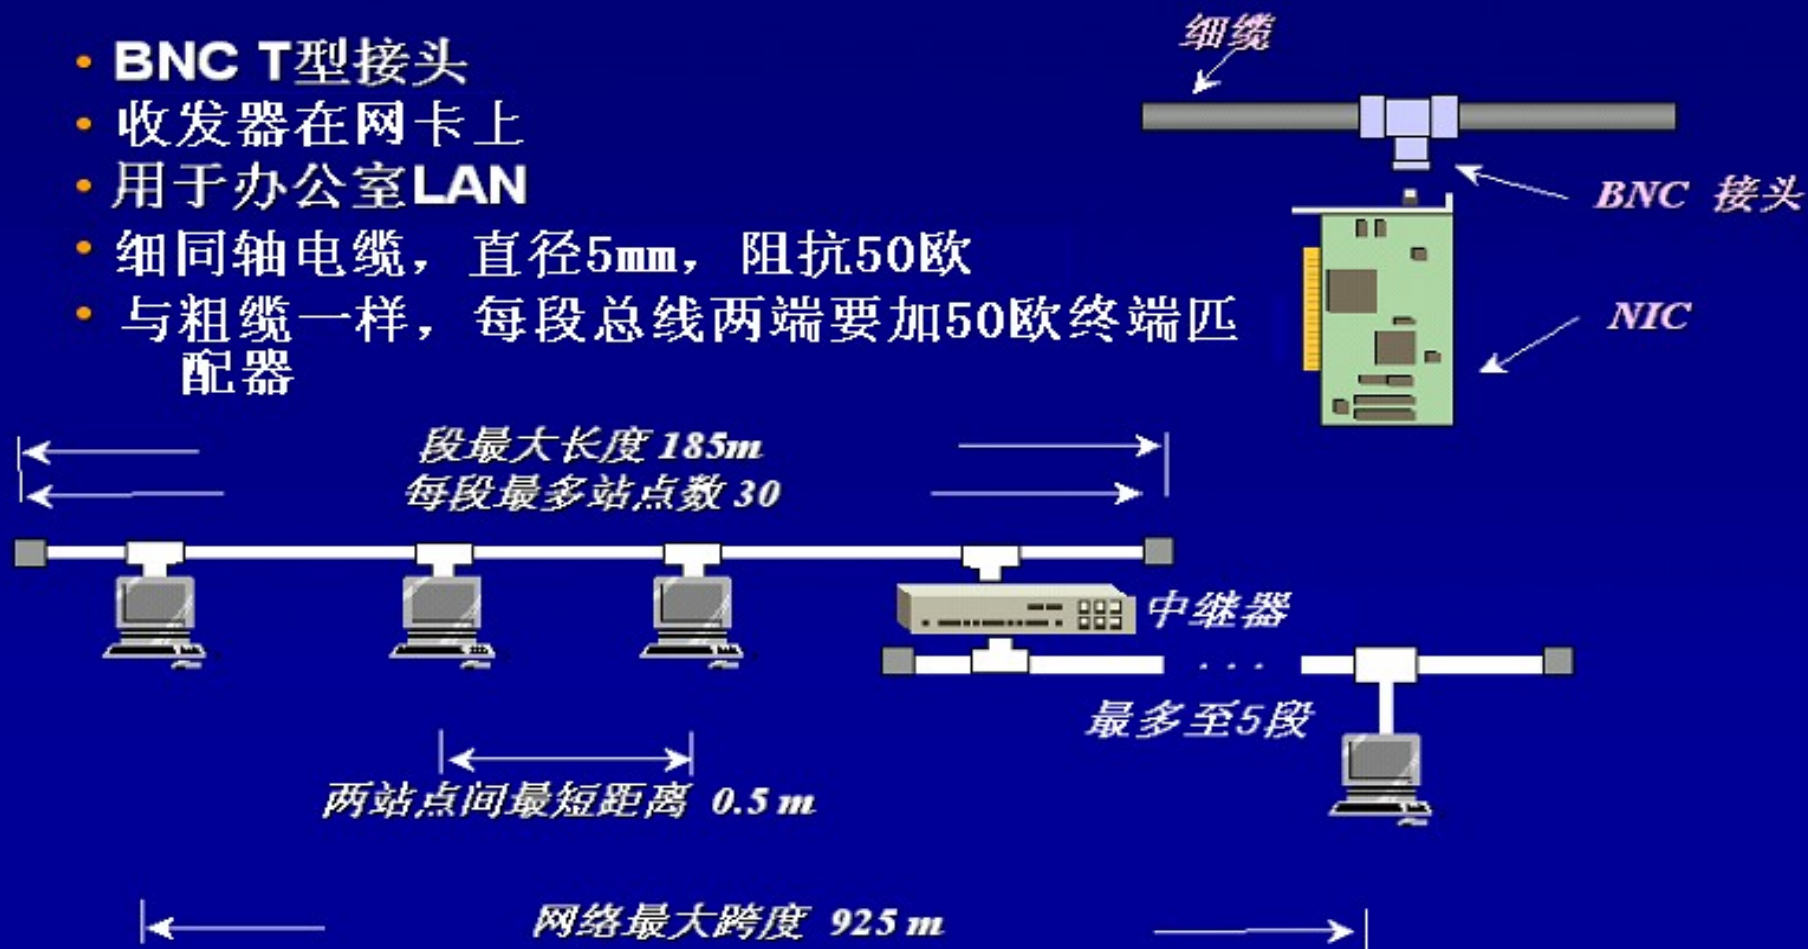 • BNC T型接头
• 收发器在网卡上
• 用于办公室LAN
• 细同轴电缆，直径5mm，阻抗50欧
• 与粗缆一样，每段总线两端要加50欧终端匹
配器
细缆
BNC 接头
NIC
段最大长度 185m
每段最多站点数 30
中继器
. . .
最多至5段
两站点间最短距离 0.5 m
网络最大跨度 925 m